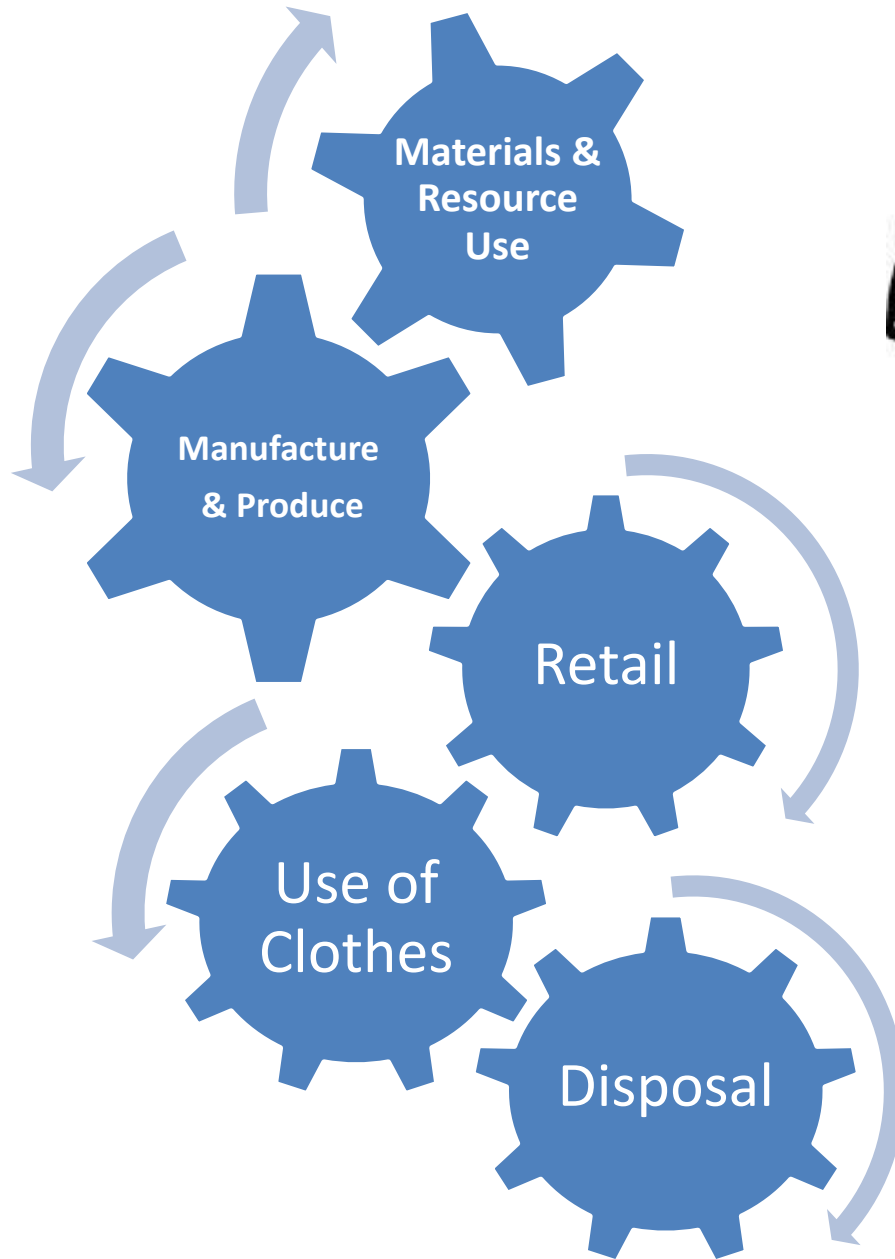 Materials &
Resource
Use
Manufacture
& Produce
Retail
Use of
Clothes
Disposal